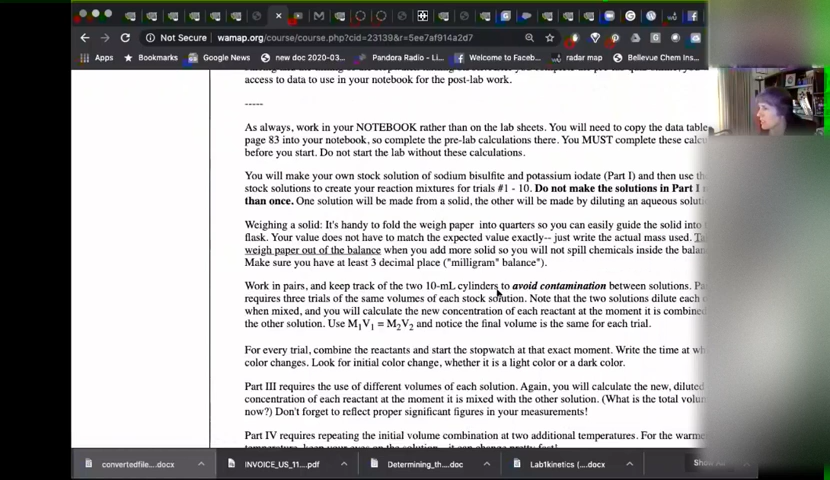 Not Secure wamap.org/course/course.php?cid=23139&r=5ee7af914a2d7
Apps Bookmarks Google News new doc 2020-03... Pandora Radio - Li... Welcome to Faceb... radar map Bellevue Chem Ins...
access to data to use in your notebook for the post-lab work.
-----
As always, work in your NOTEBOOK rather than on the lab sheets. You will need to copy the data table
page 83 into your notebook, so complete the pre-lab calculations there. You MUST complete these calcu
before you start. Do not start the lab without these calculations.
You will make your own stock solution of sodium bisulfite and potassium iodate (Part I) and then use the
stock solutions to create your reaction mixtures for trials #1 - 10. Do not make the solutions in Part I
than once. One solution will be made from a solid, the other will be made by diluting an aqueous soluti
Weighing a solid: It's handy to fold the weigh paper into quarters so you can easily guide the solid into
flask. Your value does not have to match the expected value exactly-- just write the actual mass used. Ta
weigh paper out of the balance when you add more solid so you will not spill chemicals inside the balan
Make sure you have at least 3 decimal place ("milligram" balance").
Work in pairs, and keep track of the two 10-mL cylinders to avoid contamination between solutions. Pa
requires three trials of the same volumes of each stock solution. Note that the two solutions dilute each
when mixed, and you will calculate the new concentration of each reactant at the moment it is combined
the other solution. Use M₁V₁ = M₂V₂ and notice the final volume is the same for each trial.
For every trial, combine the reactants and start the stopwatch at that exact moment. Write the time at wh
color changes. Look for initial color change, whether it is a light color or a dark color.
Part III requires the use of different volumes of each solution. Again, you will calculate the new, diluted
concentration of each reactant at the moment it is mixed with the other solution. (What is the total volum
now?) Don't forget to reflect proper significant figures in your measurements!
Part IV requires repeating the initial volume combination at two additional temperatures. For the warme
convertedfile....docx INVOICE_US_11....pdf Determining_th....doc Lab1kinetics (....docx